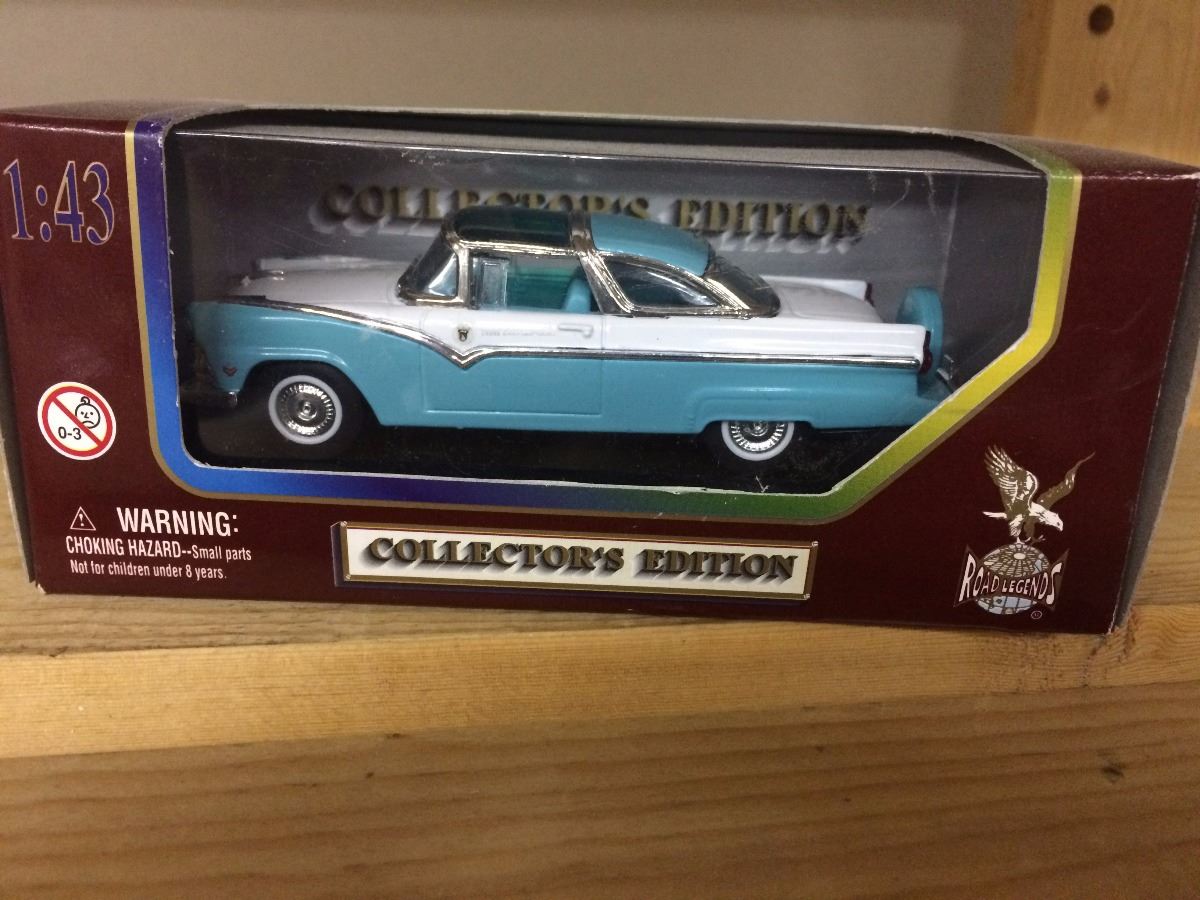 1:43
COLLECTOR'S EDITION
0-3
WARNING:
CHOKING HAZARD--Small parts
Not for children under 8 years.
COLLECTOR'S EDITION
ROAD LEGENDS